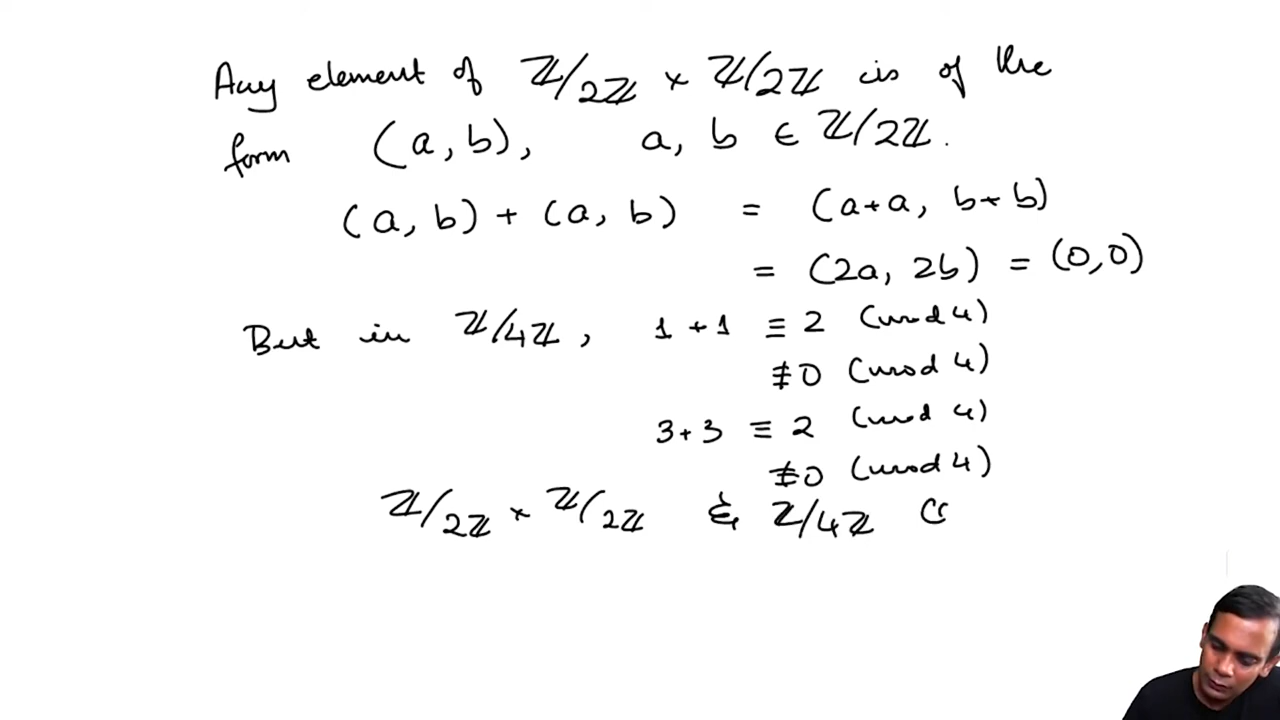 Any element of ℤ/2ℤ × ℤ/2ℤ is of the
form (a, b), a, b ∈ ℤ/2ℤ.
(a, b) + (a, b) = (a+a, b+b)
= (2a, 2b) = (0,0)
But in ℤ/4ℤ, 1 + 1 ≡ 2 (mod 4)
≢ 0 (mod 4)
3 + 3 ≡ 2 (mod 4)
≢ 0 (mod 4)
ℤ/2ℤ × ℤ/2ℤ & ℤ/4ℤ